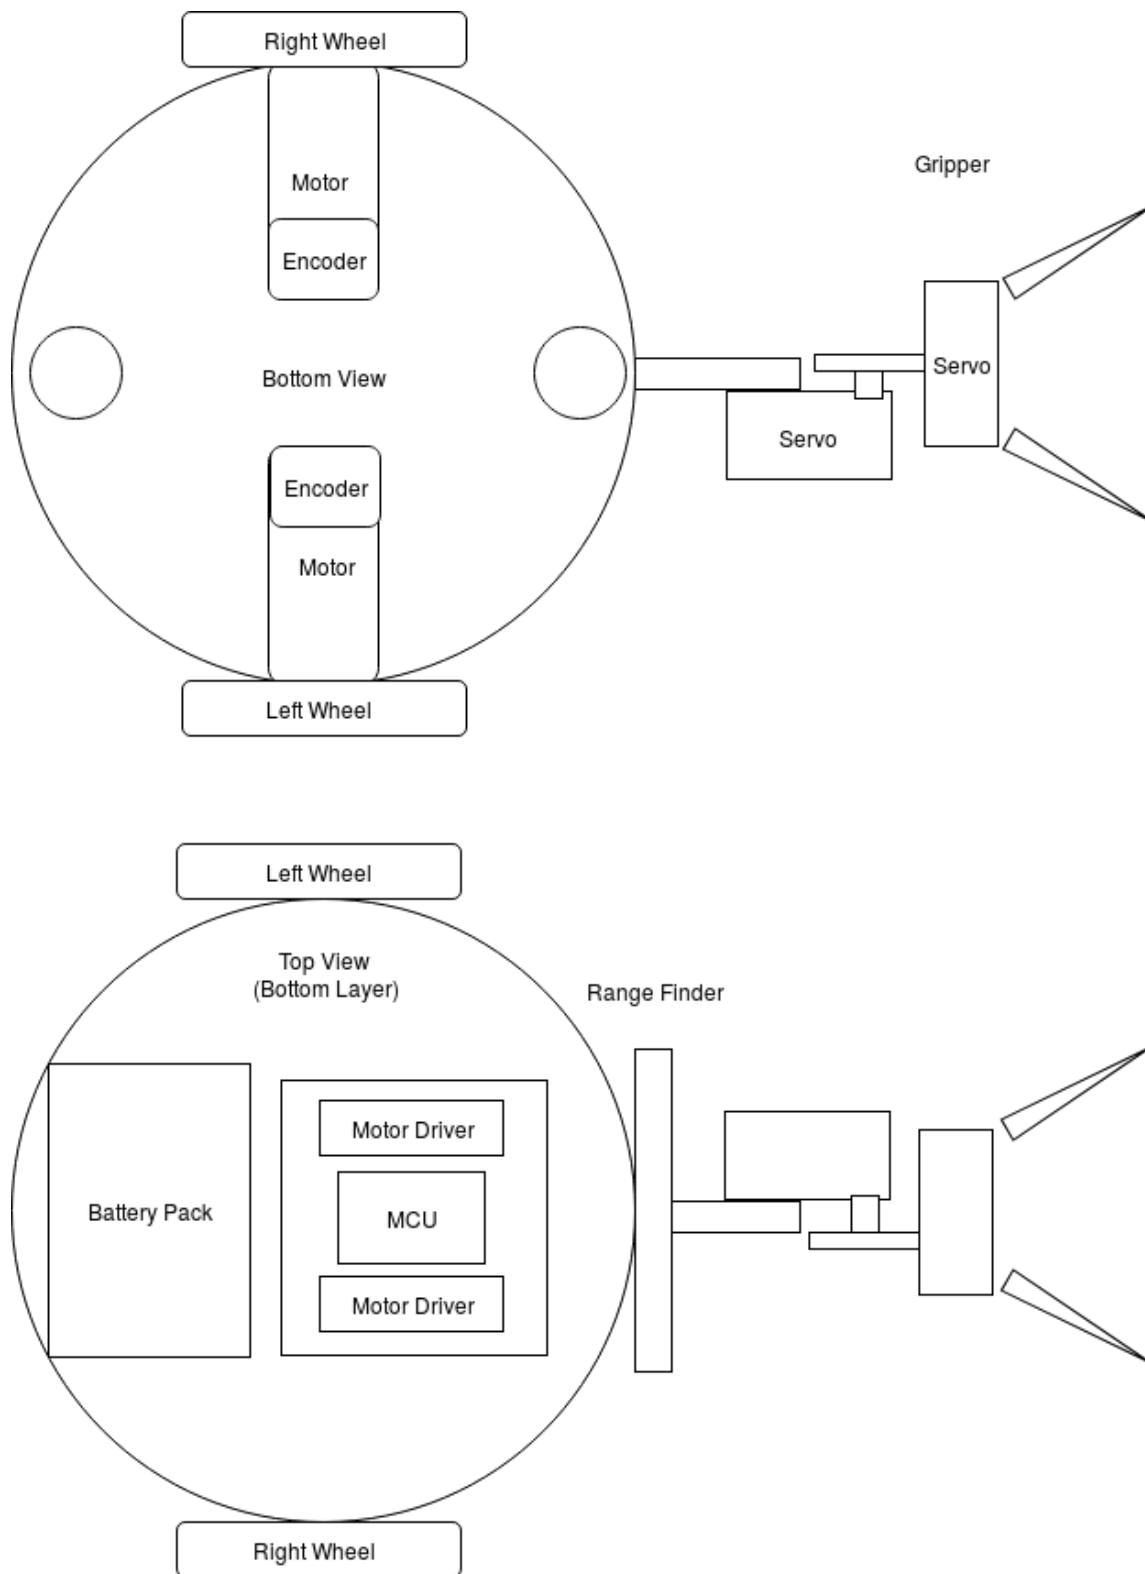 Right Wheel
Gripper
Motor
Encoder
Servo
Bottom View
Servo
Encoder
Motor
Left Wheel
Left Wheel
Top View
(Bottom Layer)
Range Finder
Motor Driver
Battery Pack
MCU
Motor Driver
Right Wheel